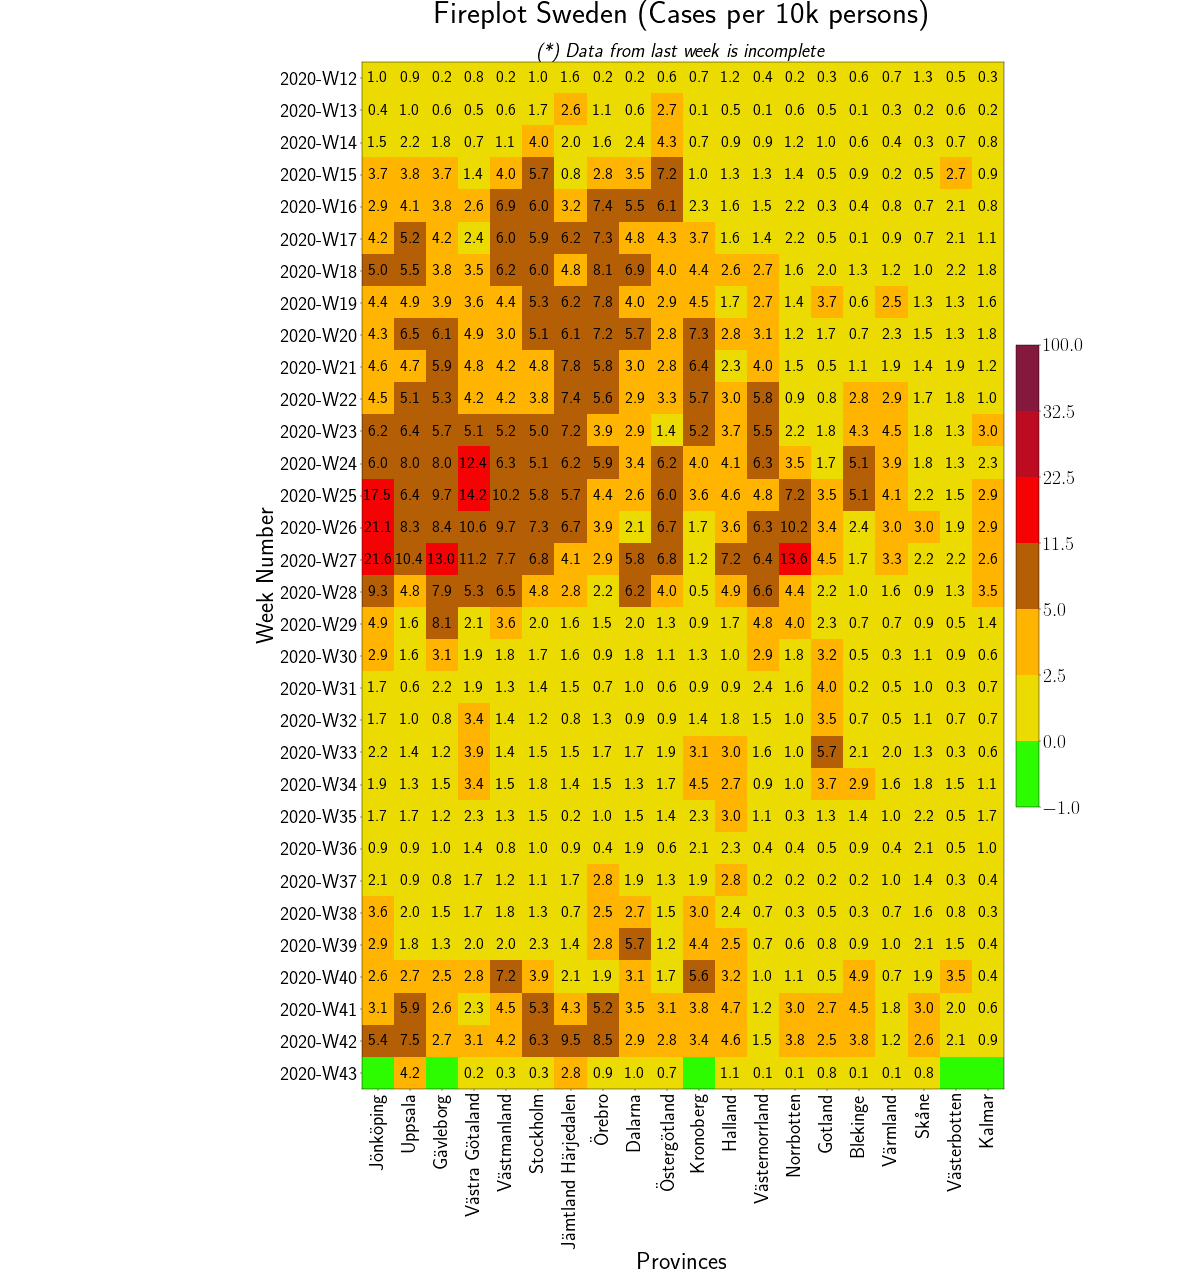 Fireplot Sweden (Cases per 10k persons)
(*) Data from last week is incomplete
2020-W12 1.0 0.9 0.2 0.8 0.2 1.0 1.6 0.2 0.2 0.6 0.7 1.2 0.4 0.2 0.3 0.6 0.7 1.3 0.5 0.3
2020-W13 0.4 1.0 0.6 0.5 0.6 1.7 2.6 1.1 0.6 2.7 0.1 0.5 0.1 0.6 0.5 0.1 0.3 0.2 0.6 0.2
2020-W14 1.5 2.2 1.8 0.7 1.1 4.0 2.0 1.6 2.4 4.3 0.7 0.9 0.9 1.2 1.0 0.6 0.4 0.3 0.7 0.8
2020-W15 3.7 3.8 3.7 1.4 4.0 5.7 0.8 2.8 3.5 7.2 1.0 1.3 1.3 1.4 0.5 0.9 0.2 0.5 2.7 0.9
2020-W16 2.9 4.1 3.8 2.6 6.9 6.0 3.2 7.4 5.5 6.1 2.3 1.6 1.5 2.2 0.3 0.4 0.8 0.7 2.1 0.8
2020-W17 4.2 5.2 4.2 2.4 6.0 5.9 6.2 7.3 4.8 4.3 3.7 1.6 1.4 2.2 0.5 0.1 0.9 0.7 2.1 1.1
2020-W18 5.0 5.5 3.8 3.5 6.2 6.0 4.8 8.1 6.9 4.0 4.4 2.6 2.7 1.6 2.0 1.3 1.2 1.0 2.2 1.8
2020-W19 4.4 4.9 3.9 3.6 4.4 5.3 6.2 7.8 4.0 2.9 4.5 1.7 2.7 1.4 3.7 0.6 2.5 1.3 1.3 1.6
2020-W20 4.3 6.5 6.1 4.9 3.0 5.1 6.1 7.2 5.7 2.8 7.3 2.8 3.1 1.2 1.7 0.7 2.3 1.5 1.3 1.8
2020-W21 4.6 4.7 5.9 4.8 4.2 4.8 7.8 5.8 3.0 2.8 6.4 2.3 4.0 1.5 0.5 1.1 1.9 1.4 1.9 1.2
2020-W22 4.5 5.1 5.3 4.2 4.2 3.8 7.4 5.6 2.9 3.3 5.7 3.0 5.8 0.9 0.8 2.8 2.9 1.7 1.8 1.0
2020-W23 6.2 6.4 5.7 5.1 5.2 5.0 7.2 3.9 2.9 1.4 5.2 3.7 5.5 2.2 1.8 4.3 4.5 1.8 1.3 3.0
2020-W24 6.0 8.0 8.0 12.4 6.3 5.1 6.2 5.9 3.4 6.2 4.0 4.1 6.3 3.5 1.7 5.1 3.9 1.8 1.3 2.3
2020-W25 17.5 6.4 9.7 14.2 10.2 5.8 5.7 4.4 2.6 6.0 3.6 4.6 4.8 7.2 3.5 5.1 4.1 2.2 1.5 2.9
2020-W26 21.1 8.3 8.4 10.6 9.7 7.3 6.7 3.9 2.1 6.7 1.7 3.6 6.3 10.2 3.4 2.4 3.0 3.0 1.9 2.9
2020-W27 21.6 10.4 13.0 11.2 7.7 6.8 4.1 2.9 5.8 6.8 1.2 7.2 6.4 13.6 4.5 1.7 3.3 2.2 2.2 2.6
2020-W28 9.3 4.8 7.9 5.3 6.5 4.8 2.8 2.2 6.2 4.0 0.5 4.9 6.6 4.4 2.2 1.0 1.6 0.9 1.3 3.5
2020-W29 4.9 1.6 8.1 2.1 3.6 2.0 1.6 1.5 2.0 1.3 0.9 1.7 4.8 4.0 2.3 0.7 0.7 0.9 0.5 1.4
2020-W30 2.9 1.6 3.1 1.9 1.8 1.7 1.6 0.9 1.8 1.1 1.3 1.0 2.9 1.8 3.2 0.5 0.3 1.1 0.9 0.6
2020-W31 1.7 0.6 2.2 1.9 1.3 1.4 1.5 0.7 1.0 0.6 0.9 0.9 2.4 1.6 4.0 0.2 0.5 1.0 0.3 0.7
2020-W32 1.7 1.0 0.8 3.4 1.4 1.2 0.8 1.3 0.9 0.9 1.4 1.8 1.5 1.0 3.5 0.7 0.5 1.1 0.7 0.7
2020-W33 2.2 1.4 1.2 3.9 1.4 1.5 1.5 1.7 1.7 1.9 3.1 3.0 1.6 1.0 5.7 2.1 2.0 1.3 0.3 0.6
2020-W34 1.9 1.3 1.5 3.4 1.5 1.8 1.4 1.5 1.3 1.7 4.5 2.7 0.9 1.0 3.7 2.9 1.6 1.8 1.5 1.1
2020-W35 1.7 1.7 1.2 2.3 1.3 1.5 0.2 1.0 1.5 1.4 2.3 3.0 1.1 0.3 1.3 1.4 1.0 2.2 0.5 1.7
2020-W36 0.9 0.9 1.0 1.4 0.8 1.0 0.9 0.4 1.9 0.6 2.1 2.3 0.4 0.4 0.5 0.9 0.4 2.1 0.5 1.0
2020-W37 2.1 0.9 0.8 1.7 1.2 1.1 1.7 2.8 1.9 1.3 1.9 2.8 0.2 0.2 0.2 0.2 1.0 1.4 0.3 0.4
2020-W38 3.6 2.0 1.5 1.7 1.8 1.3 0.7 2.5 2.7 1.5 3.0 2.4 0.7 0.3 0.5 0.3 0.7 1.6 0.8 0.3
2020-W39 2.9 1.8 1.3 2.0 2.0 2.3 1.4 2.8 5.7 1.2 4.4 2.5 0.7 0.6 0.8 0.9 1.0 2.1 1.5 0.4
2020-W40 2.6 2.7 2.5 2.8 7.2 3.9 2.1 1.9 3.1 1.7 5.6 3.2 1.0 1.1 0.5 4.9 0.7 1.9 3.5 0.4
2020-W41 3.1 5.9 2.6 2.3 4.5 5.3 4.3 5.2 3.5 3.1 3.8 4.7 1.2 3.0 2.7 4.5 1.8 3.0 2.0 0.6
2020-W42 5.4 7.5 2.7 3.1 4.2 6.3 9.5 8.5 2.9 2.8 3.4 4.6 1.5 3.8 2.5 3.8 1.2 2.6 2.1 0.9
2020-W43 4.2 0.2 0.3 0.3 2.8 0.9 1.0 0.7 1.1 0.1 0.1 0.8 0.1 0.1 0.8
Week Number
Jönköping
Uppsala
Gävleborg
Västra Götaland
Västmanland
Stockholm
Jämtland Härjedalen
Örebro
Dalarna
Östergötland
Kronoberg
Halland
Västernorrland
Norrbotten
Gotland
Blekinge
Värmland
Skåne
Västerbotten
Kalmar
Provinces
100.0
32.5
22.5
11.5
5.0
2.5
0.0
−1.0